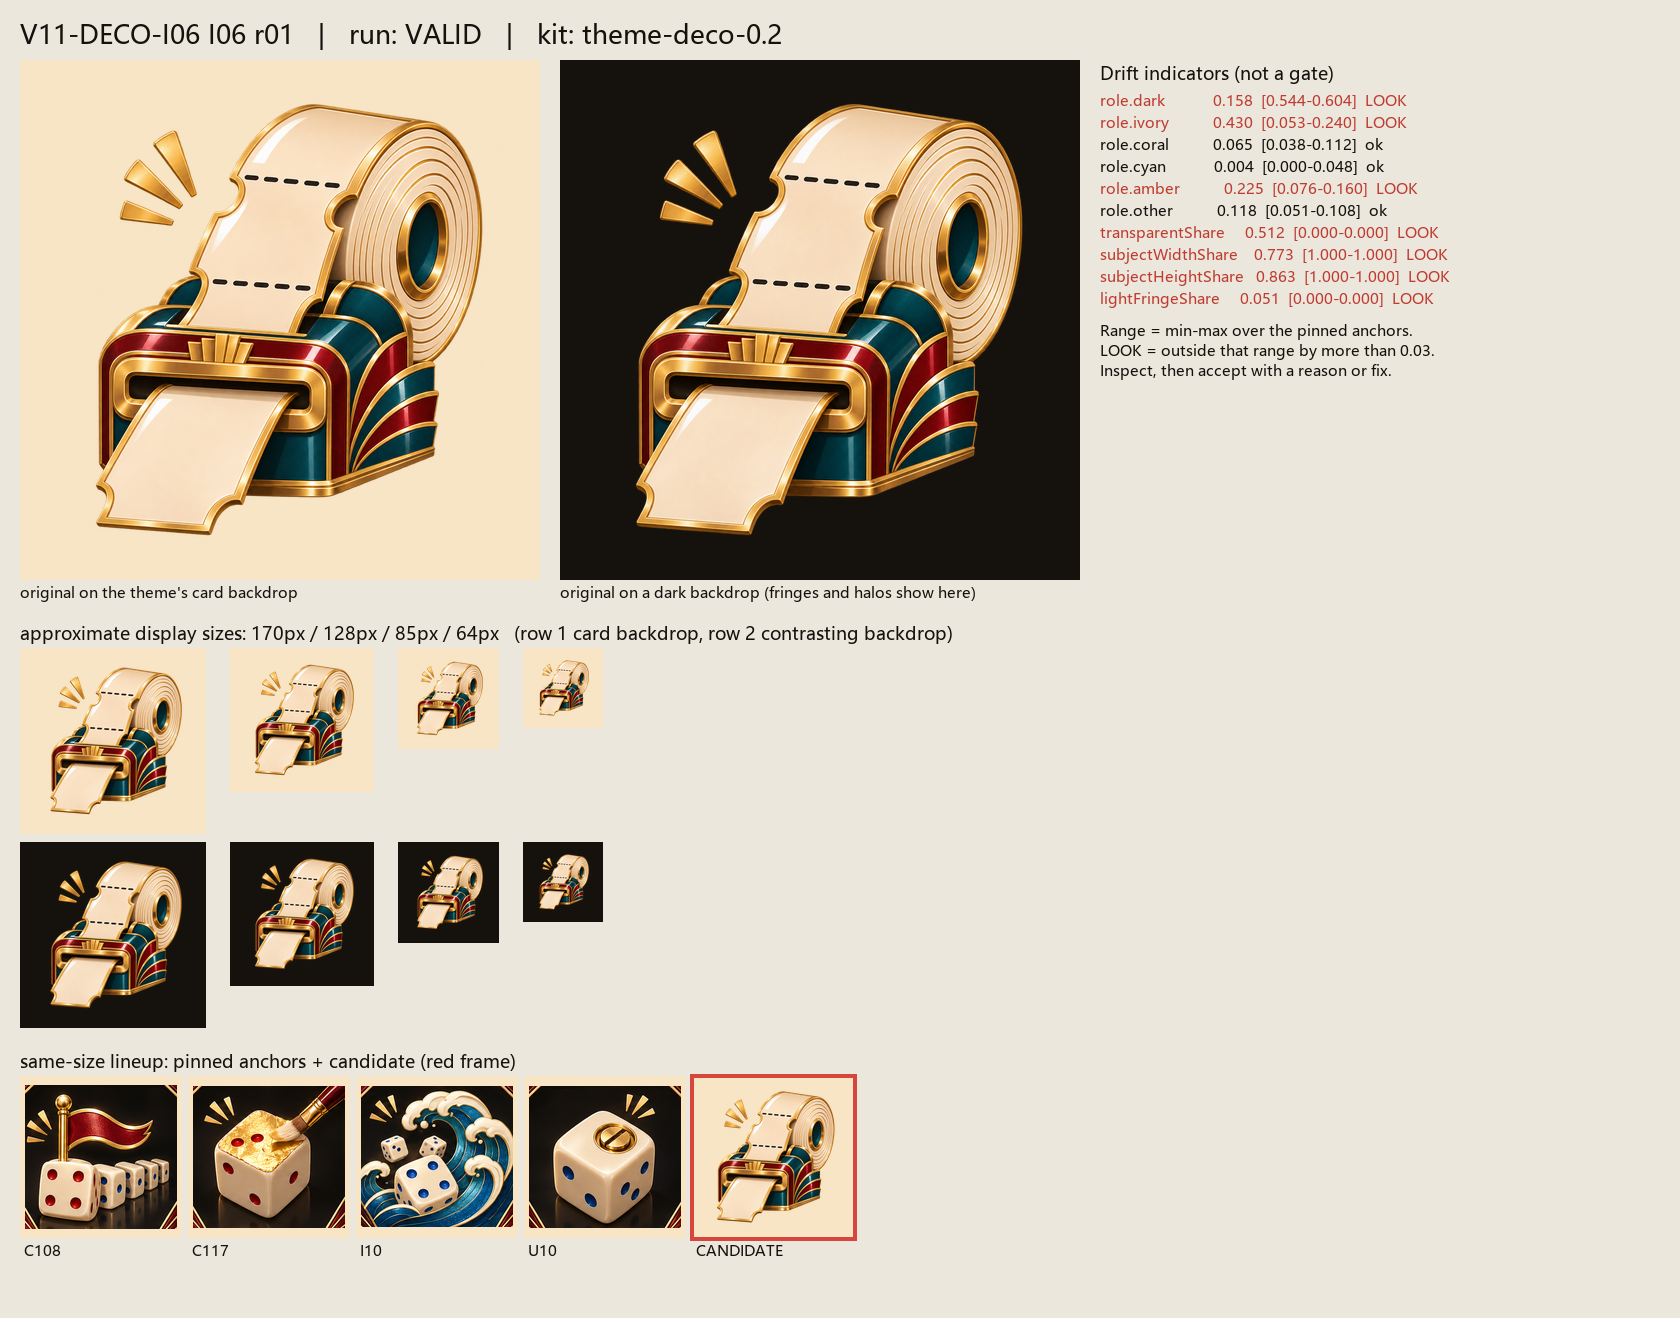 V11-DECO-I06 I06 r01 | run: VALID | kit: theme-deco-0.2
Drift indicators (not a gate)
role.dark 0.158 [0.544-0.604] LOOK
role.ivory 0.430 [0.053-0.240] LOOK
role.coral 0.065 [0.038-0.112] ok
role.cyan 0.004 [0.000-0.048] ok
role.amber 0.225 [0.076-0.160] LOOK
role.other 0.118 [0.051-0.108] ok
transparentShare 0.512 [0.000-0.000] LOOK
subjectWidthShare 0.773 [1.000-1.000] LOOK
subjectHeightShare 0.863 [1.000-1.000] LOOK
lightFringeShare 0.051 [0.000-0.000] LOOK
Range = min-max over the pinned anchors.
LOOK = outside that range by more than 0.03.
Inspect, then accept with a reason or fix.
original on the theme's card backdrop
original on a dark backdrop (fringes and halos show here)
approximate display sizes: 170px / 128px / 85px / 64px (row 1 card backdrop, row 2 contrasting backdrop)
same-size lineup: pinned anchors + candidate (red frame)
C108
C117
I10
U10
CANDIDATE